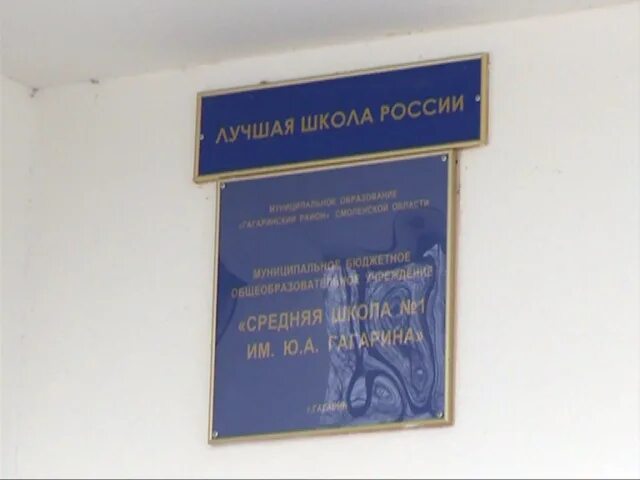 ЛУЧШАЯ ШКОЛА РОССИИ
МУНИЦИПАЛЬНОЕ ОБРАЗОВАНИЕ
«ГАГАРИНСКИЙ РАЙОН» СМОЛЕНСКОЙ ОБЛАСТИ
МУНИЦИПАЛЬНОЕ БЮДЖЕТНОЕ
ОБЩЕОБРАЗОВАТЕЛЬНОЕ УЧРЕЖДЕНИЕ
«СРЕДНЯЯ ШКОЛА №1
ИМ. Ю.А. ГАГАРИНА»
г.ГАГАРИН